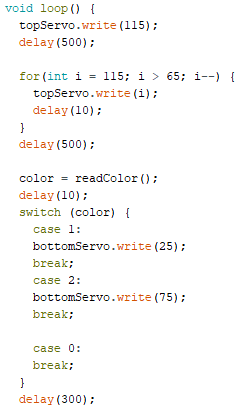 void loop() {
  topServo.write(115);
  delay(500);

  for(int i = 115; i > 65; i--) {
    topServo.write(i);
    delay(10);
  }
  delay(500);

  color = readColor();
  delay(10);
  switch (color) {
    case 1:
    bottomServo.write(25);
    break;
    case 2:
    bottomServo.write(75);
    break;

    case 0:
    break;
  }
  delay(300);